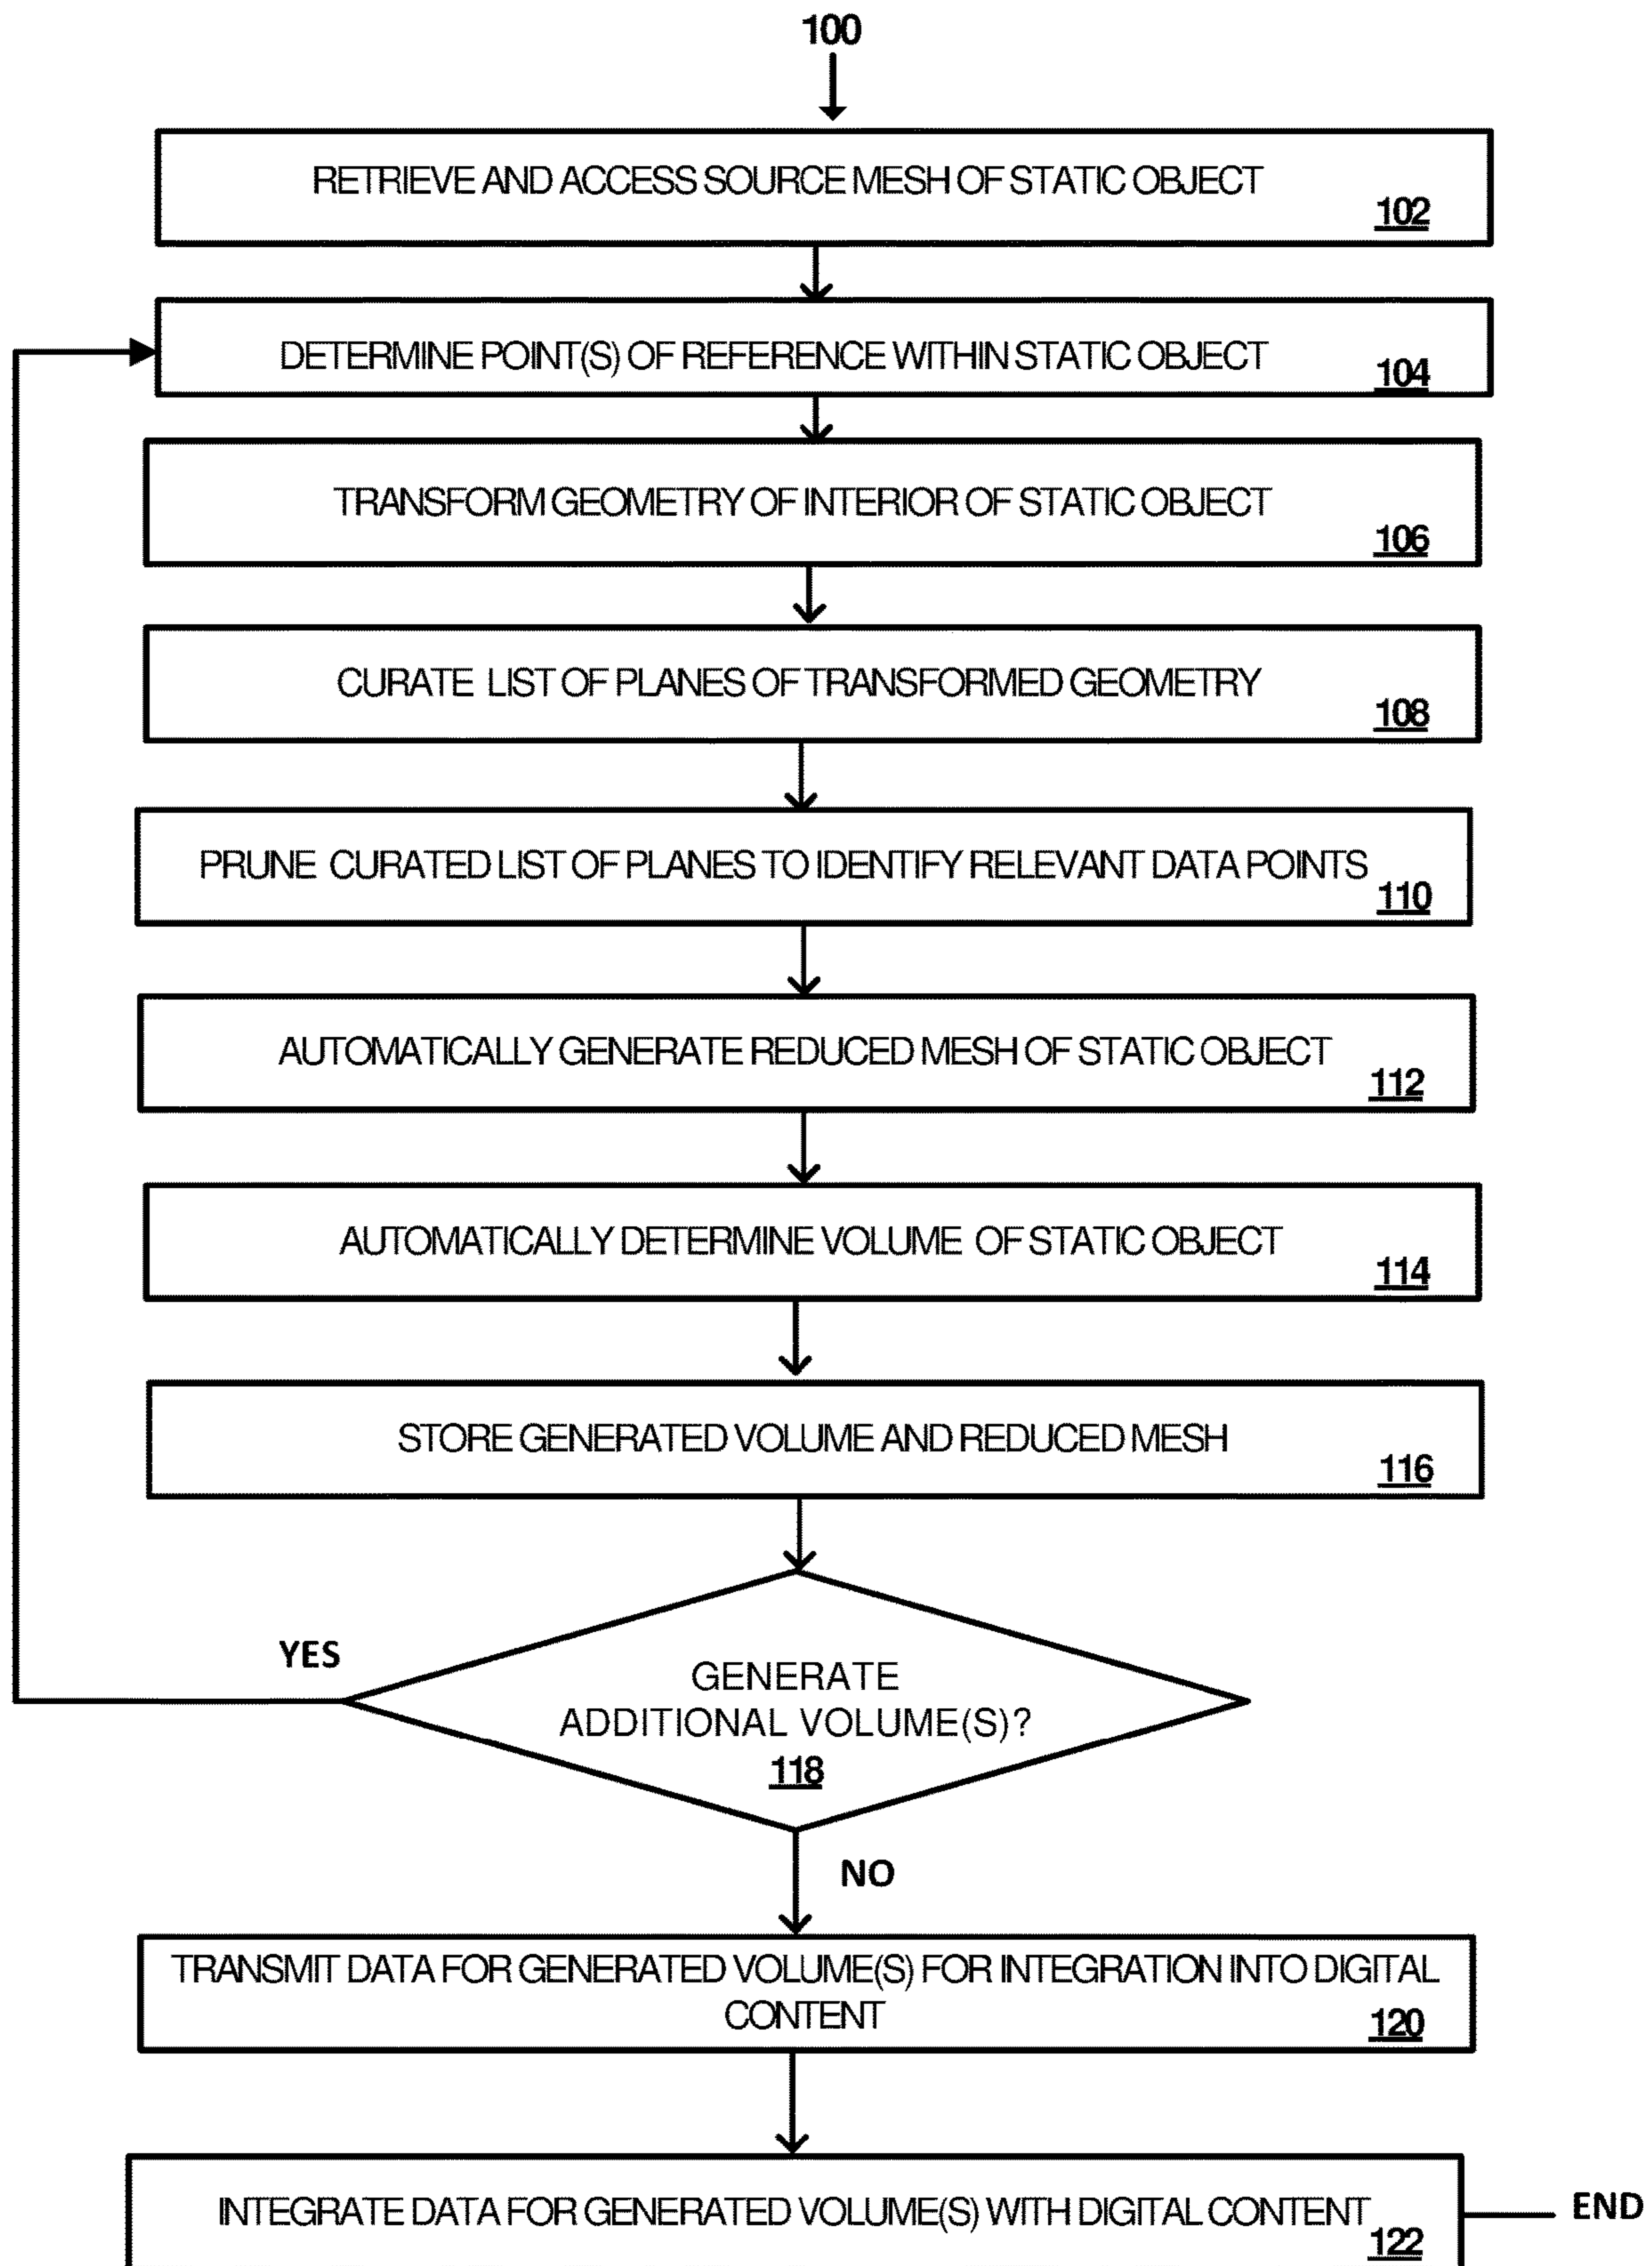 100
RETRIEVE AND ACCESS SOURCE MESH OF STATIC OBJECT
102
DETERMINE POINT(S) OF REFERENCE WITHIN STATIC OBJECT
104
TRANSFORM GEOMETRY OF INTERIOR OF STATIC OBJECT
106
CURATE LIST OF PLANES OF TRANSFORMED GEOMETRY
108
PRUNE CURATED LIST OF PLANES TO IDENTIFY RELEVANT DATA POINTS
110
AUTOMATICALLY GENERATE REDUCED MESH OF STATIC OBJECT
112
AUTOMATICALLY DETERMINE VOLUME OF STATIC OBJECT
114
STORE GENERATED VOLUME AND REDUCED MESH
116
YES
GENERATE
ADDITIONAL VOLUME(S)?
118
NO
TRANSMIT DATA FOR GENERATED VOLUME(S) FOR INTEGRATION INTO DIGITAL
CONTENT
120
INTEGRATE DATA FOR GENERATED VOLUME(S) WITH DIGITAL CONTENT
122
END